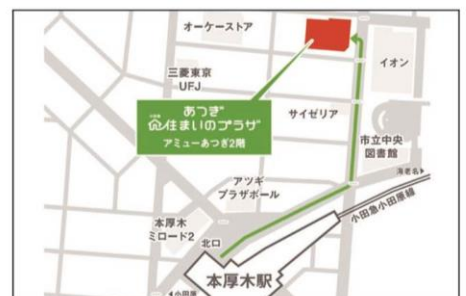 オーケーストア
イオン
三菱東京
UFJ
あつぎ
住まいのプラザ
アミューあつぎ2階
サイゼリア
市立中央
図書館
海老名
アツギ
プラザボール
小田急小田原線
本厚木
ミロード2
北口
本厚木駅
小田原